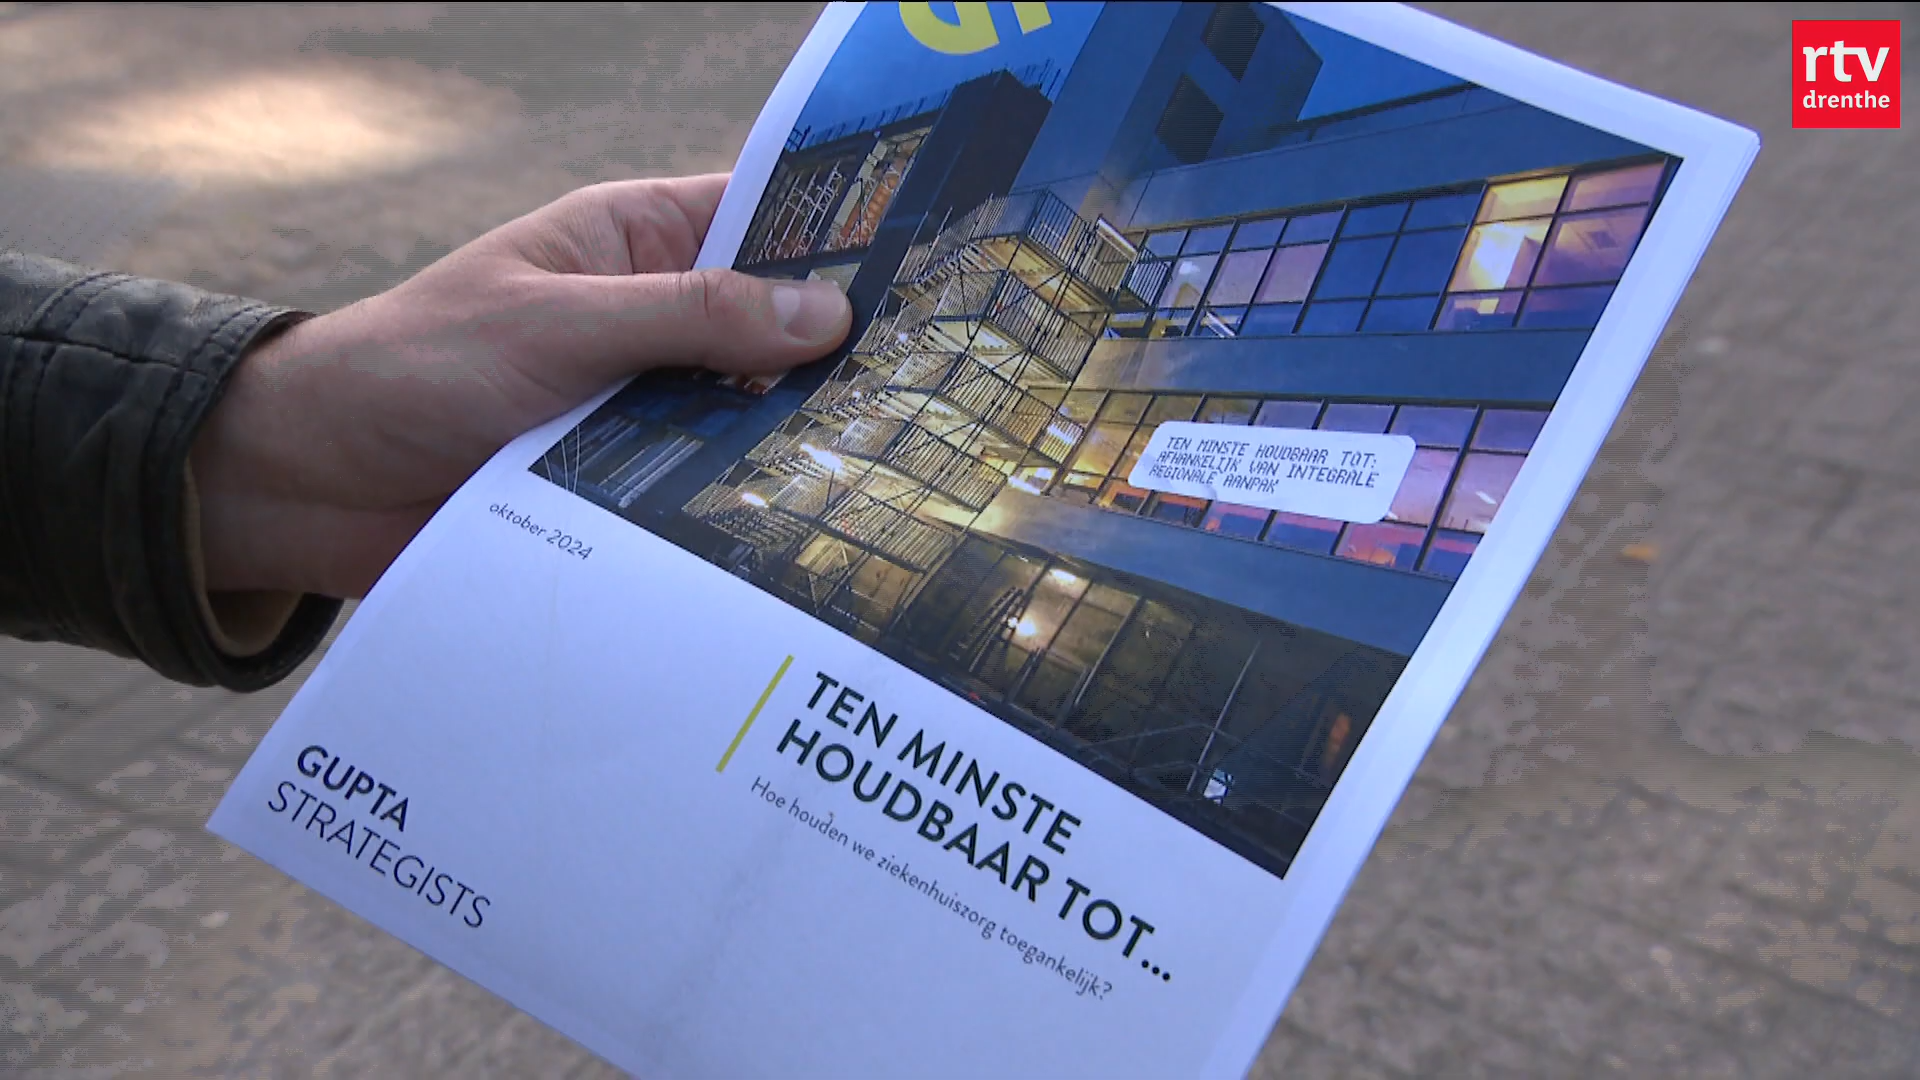 rtv
drenthe
TEN MINSTE HOUDBAAR TOT:
AFHANKELIJK VAN INTEGRALE
REGIONALE AANPAK
oktober 2024
TEN MINSTE
HOUDBAAR TOT...
Hoe houden we ziekenhuiszorg toegankelijk?
GUPTA
STRATEGISTS